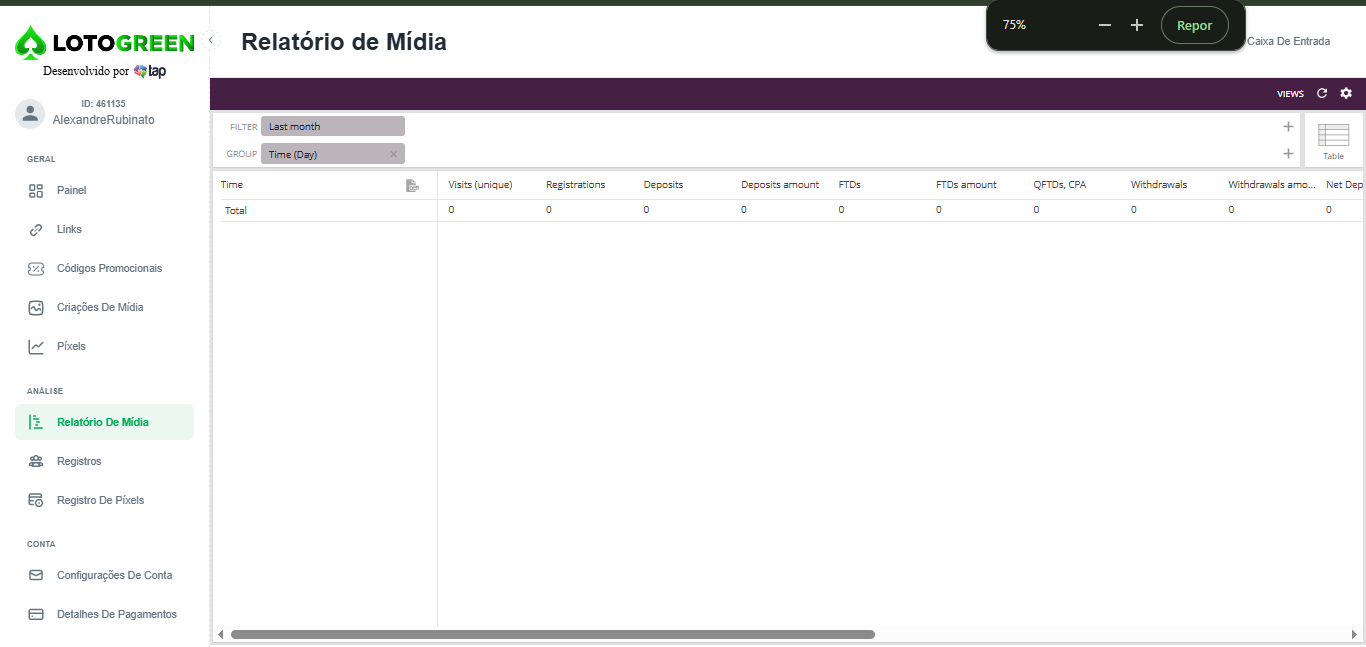 LOTOGREEN
Desenvolvido por tap
ID: 461135
AlexandreRubinato
GERAL
Painel
Links
Códigos Promocionais
Criações De Mídia
Píxels
ANÁLISE
Relatório De Mídia
Registros
Registro De Píxels
CONTA
Configurações De Conta
Detalhes De Pagamentos
Relatório de Mídia
75%
Repor
Caixa De Entrada
VIEWS
FILTER Last month
GROUP Time (Day)
Table
Time Visits (unique) Registrations Deposits Deposits amount FTDs FTDs amount QFTDs, CPA Withdrawals Withdrawals amo... Net Dep
Total 0 0 0 0 0 0 0 0 0 0